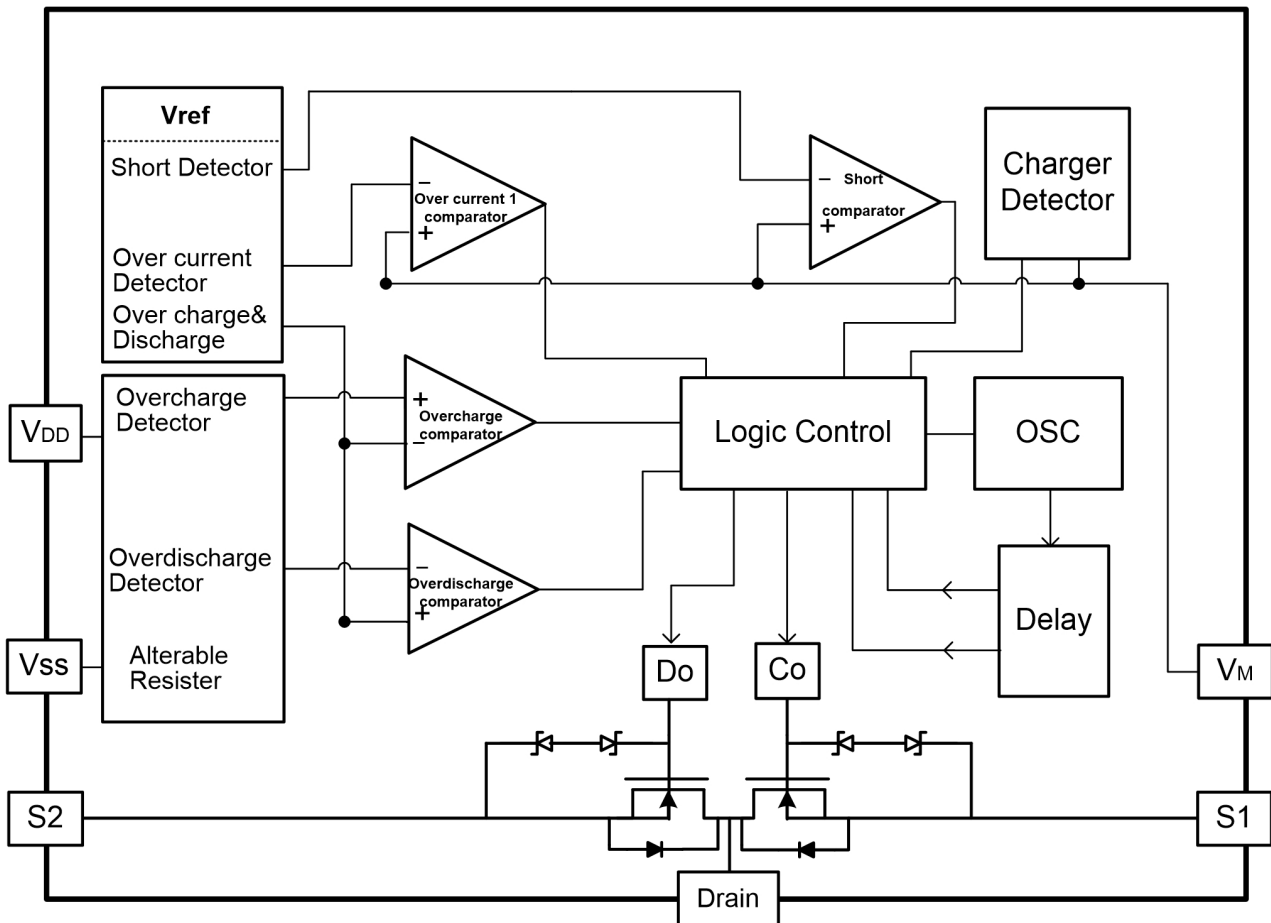 Vref
Short Detector
Over current
Detector
Over charge&
Discharge
−
Over current 1
comparator
+
−
Short
comparator
+
Charger
Detector
Overcharge
Detector
Overdischarge
Detector
Alterable
Resister
VDD
Vss
+
Overcharge
comparator
−
−
Overdischarge
comparator
+
Logic Control
OSC
Delay
Do
Co
VM
S2
S1
Drain